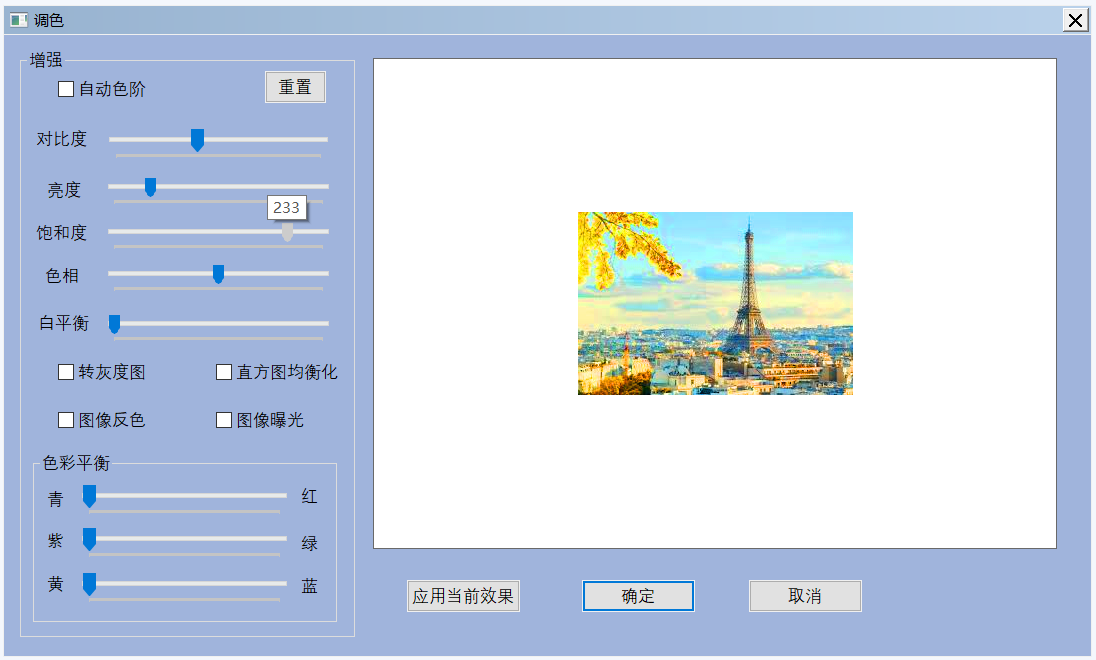 调色
增强
自动色阶
重置
对比度
亮度
233
饱和度
色相
白平衡
转灰度图
直方图均衡化
图像反色
图像曝光
色彩平衡
青
红
紫
绿
黄
蓝
应用当前效果
确定
取消